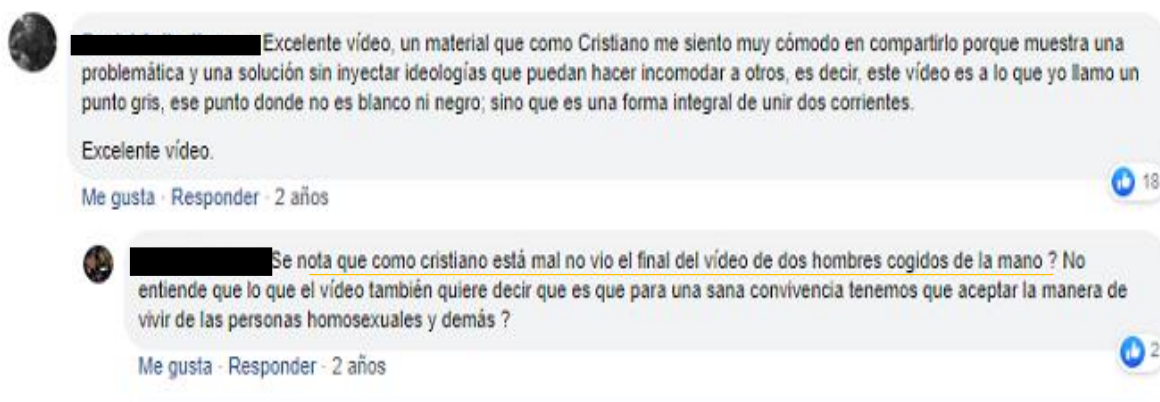 Excelente vídeo, un material que como Cristiano me siento muy cómodo en compartirlo porque muestra una
problemática y una solución sin inyectar ideologías que puedan hacer incomodar a otros, es decir, este vídeo es a lo que yo llamo un
punto gris, ese punto donde no es blanco ni negro; sino que es una forma integral de unir dos corrientes.
Excelente vídeo.
Me gusta · Responder · 2 años
18
Se nota que como cristiano está mal no vio el final del vídeo de dos hombres cogidos de la mano ? No
entiende que lo que el vídeo también quiere decir que es que para una sana convivencia tenemos que aceptar la manera de
vivir de las personas homosexuales y demás ?
Me gusta · Responder · 2 años
2